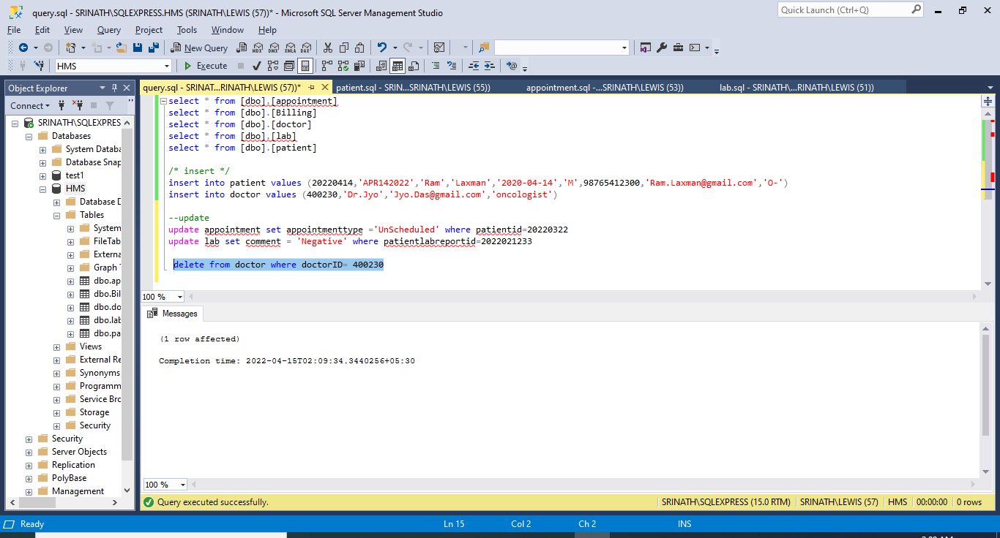 query.sql - SRINATH\SQLEXPRESS.HMS (SRINATH\LEWIS (57))* - Microsoft SQL Server Management Studio
Quick Launch (Ctrl+Q)
File Edit View Query Project Tools Window Help
New Query MDX DMX XMLA DAX
HMS Execute
Object Explorer
query.sql - SRINAT...RINATH\LEWIS (57))* patient.sql - SRIN...SRINATH\LEWIS (55)) appointment.sql -...SRINATH\LEWIS (53)) lab.sql - SRINATH\...RINATH\LEWIS (51))
Connect
SRINATH\SQLEXPRES
Databases
System Databa
Database Snap
test1
HMS
Database D
Tables
System
FileTab
Externa
Graph T
dbo.ap
dbo.Bil
dbo.do
dbo.lab
dbo.pa
Views
External Re
Synonyms
Programm
Service Bro
Storage
Security
Security
Server Objects
Replication
PolyBase
Management
select * from [dbo].[appointment]
select * from [dbo].[Billing]
select * from [dbo].[doctor]
select * from [dbo].[lab]
select * from [dbo].[patient]
/* insert */
insert into patient values (20220414,'APR142022','Ram','Laxman','2020-04-14','M',98765412300,'Ram.Laxman@gmail.com','O-')
insert into doctor values (400230,'Dr.Jyo','Jyo.Das@gmail.com','oncologist')
--update
update appointment set appointmenttype ='UnScheduled' where patientid=20220322
update lab set comment = 'Negative' where patientlabreportid=2022021233
delete from doctor where doctorID= 400230
100 %
Messages
(1 row affected)
Completion time: 2022-04-15T02:09:34.3440256+05:30
100 %
Query executed successfully. SRINATH\SQLEXPRESS (15.0 RTM) SRINATH\LEWIS (57) HMS 00:00:00 0 rows
Ready Ln 15 Col 2 Ch 2 INS